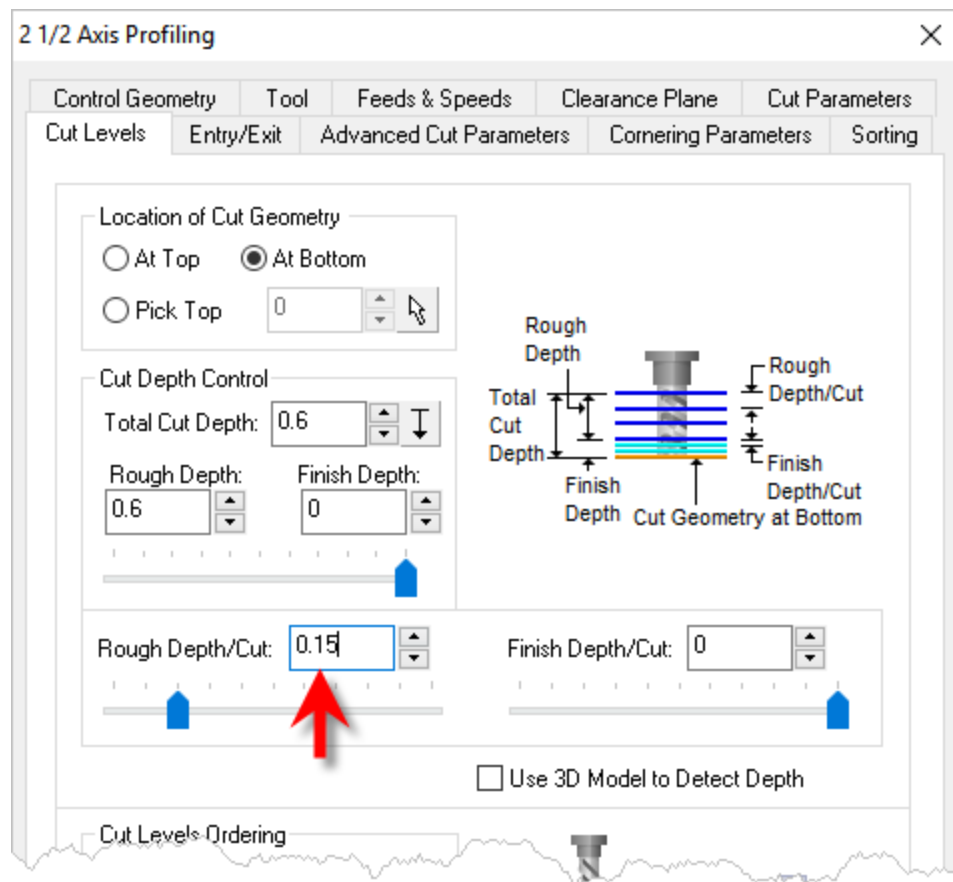 2 1/2 Axis Profiling
Control Geometry Tool Feeds & Speeds Clearance Plane Cut Parameters
Cut Levels Entry/Exit Advanced Cut Parameters Cornering Parameters Sorting
Location of Cut Geometry
At Top At Bottom
Pick Top 0
Cut Depth Control
Total Cut Depth: 0.6
Rough Depth: Finish Depth:
0.6 0
Rough
Depth
Total
Cut
Depth
Rough
Depth/Cut
Finish
Depth
Finish
Depth/Cut
Cut Geometry at Bottom
Rough Depth/Cut: 0.15 Finish Depth/Cut: 0
Use 3D Model to Detect Depth
Cut Levels Ordering